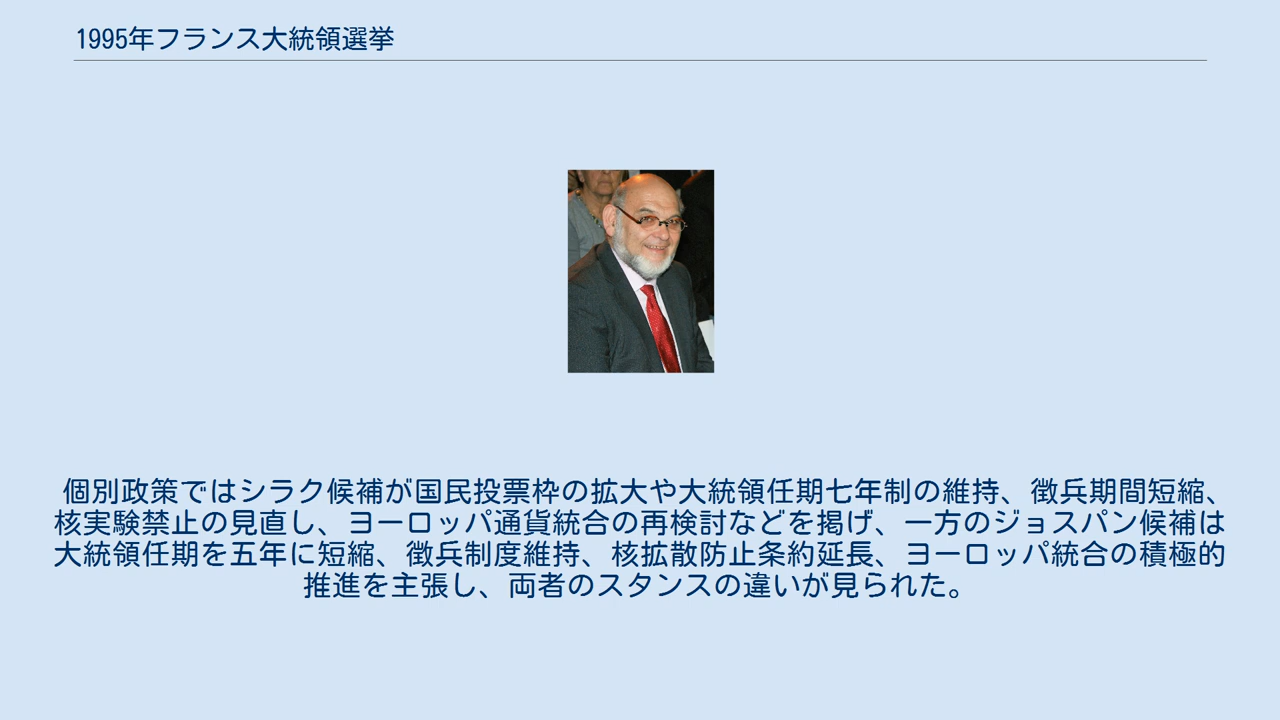 1995年フランス大統領選挙
個別政策ではシラク候補が国民投票枠の拡大や大統領任期七年制の維持、徴兵期間短縮、
核実験禁止の見直し、ヨーロッパ通貨統合の再検討などを掲げ、一方のジョスパン候補は
大統領任期を五年に短縮、徴兵制度維持、核拡散防止条約延長、ヨーロッパ統合の積極的
推進を主張し、両者のスタンスの違いが見られた。